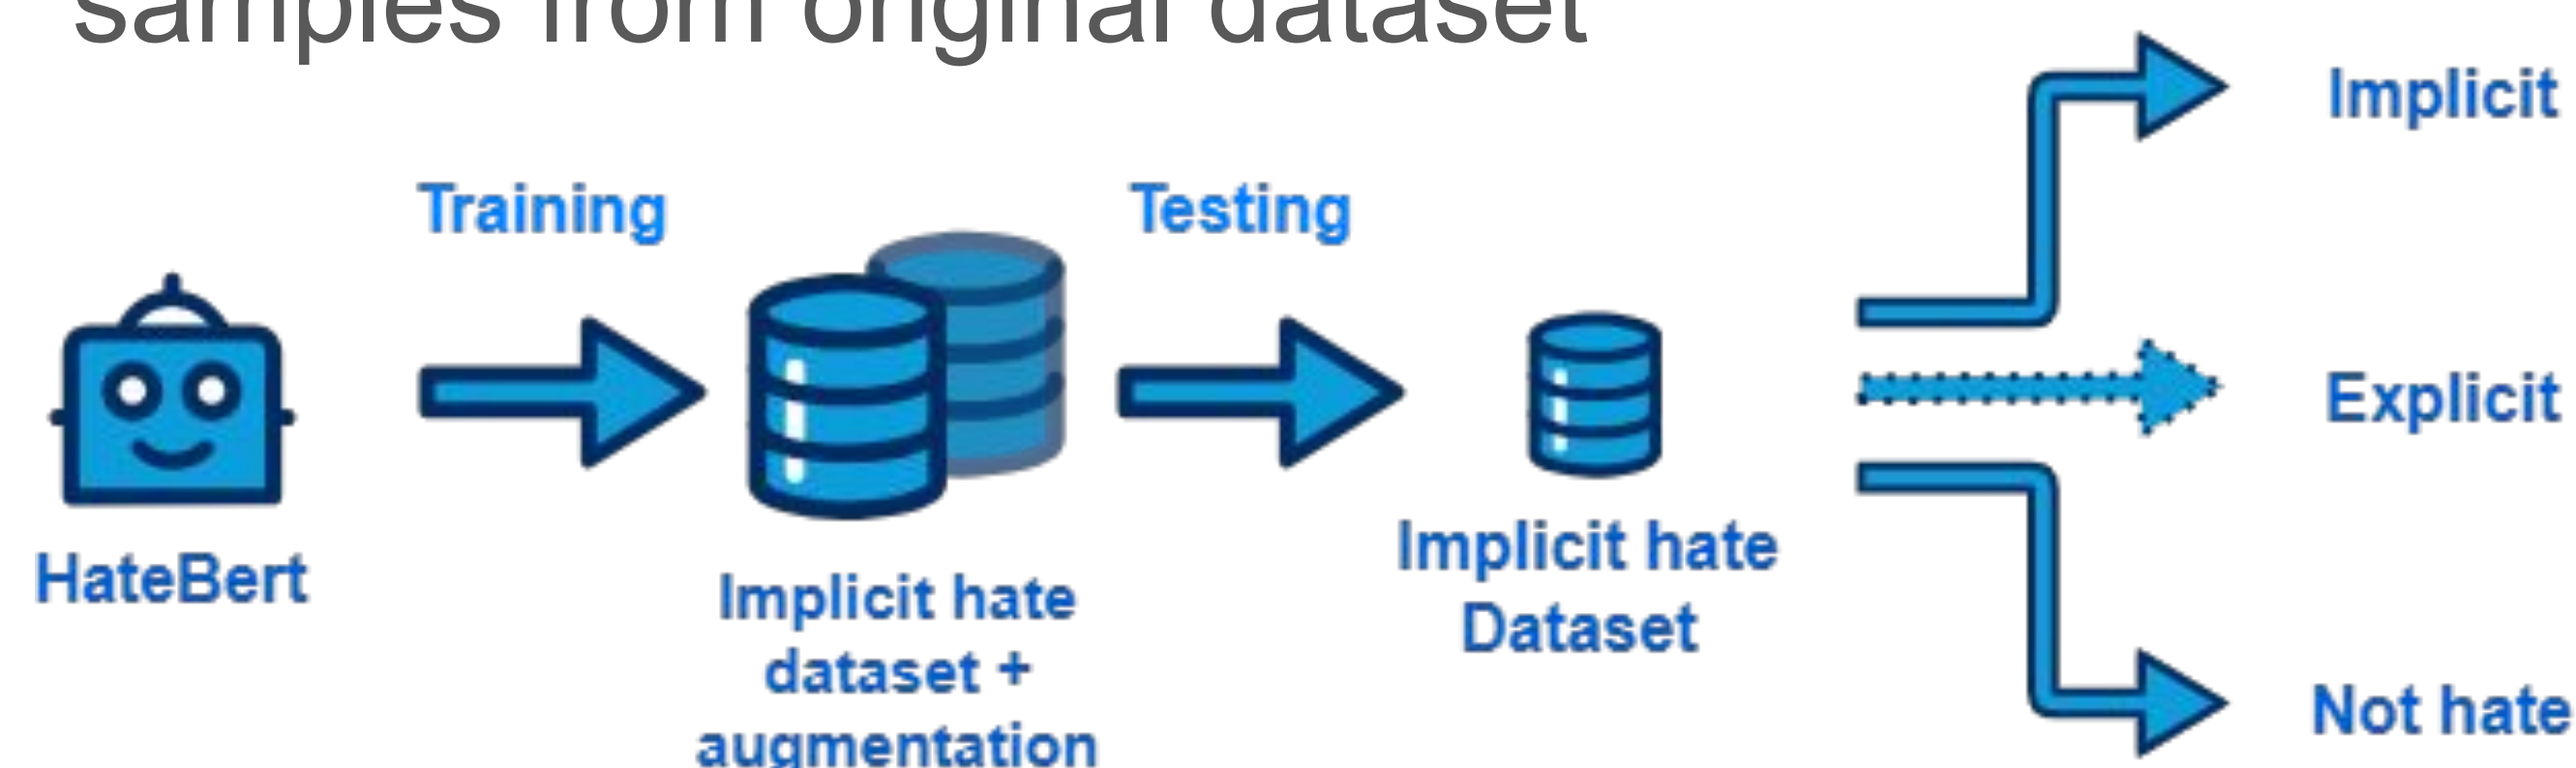 samples from original dataset
Training
Testing
HateBert
Implicit hate
dataset +
augmentation
Implicit hate
Dataset
Implicit
Explicit
Not hate